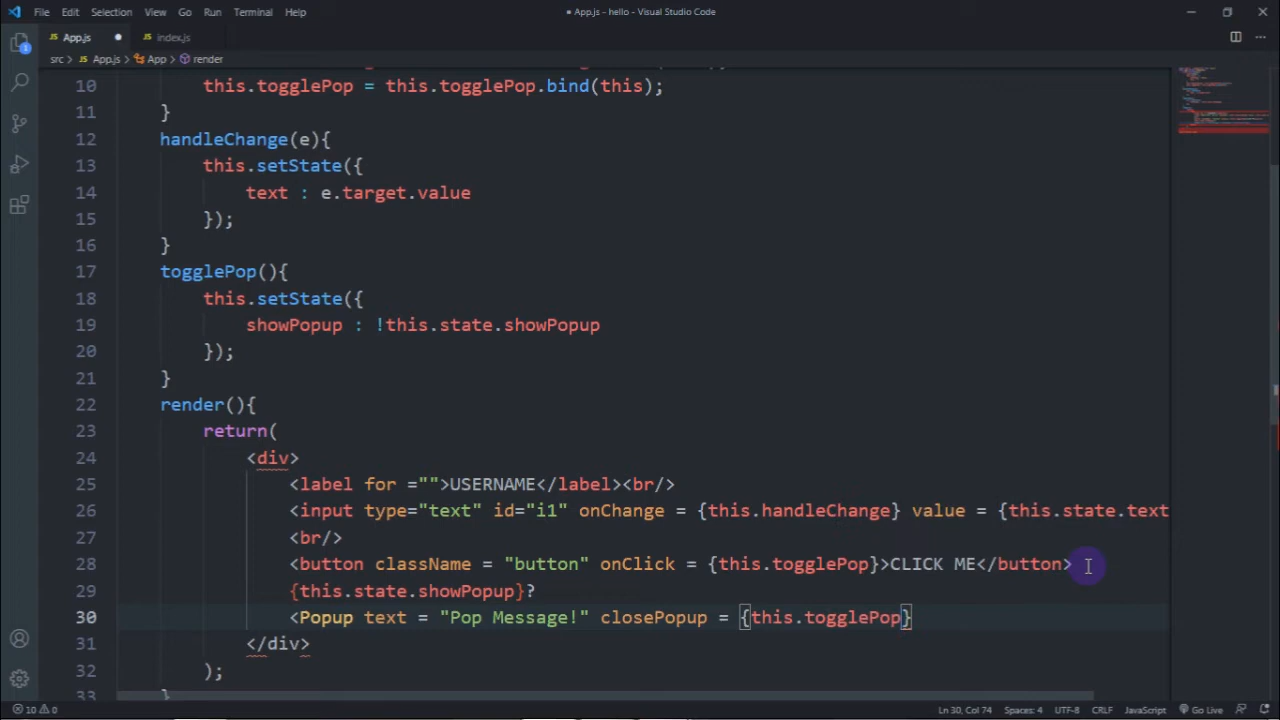 File Edit Selection View Go Run Terminal Help
● App.js - hello - Visual Studio Code
App.js ● index.js
src > App.js > App > render
10 this.togglePop = this.togglePop.bind(this);
11 }
12 handleChange(e){
13 this.setState({
14 text : e.target.value
15 });
16 }
17 togglePop(){
18 this.setState({
19 showPopup : !this.state.showPopup
20 });
21 }
22 render(){
23 return(
24 <div>
25 <label for ="">USERNAME</label><br/>
26 <input type="text" id="i1" onChange = {this.handleChange} value = {this.state.text
27 <br/>
28 <button className = "button" onClick = {this.togglePop}>CLICK ME</button>
29 {this.state.showPopup}?
30 <Popup text = "Pop Message!" closePopup = {this.togglePop}
31 </div>
32 );
33 }
10 0 Ln 30, Col 74 Spaces: 4 UTF-8 CRLF JavaScript Go Live